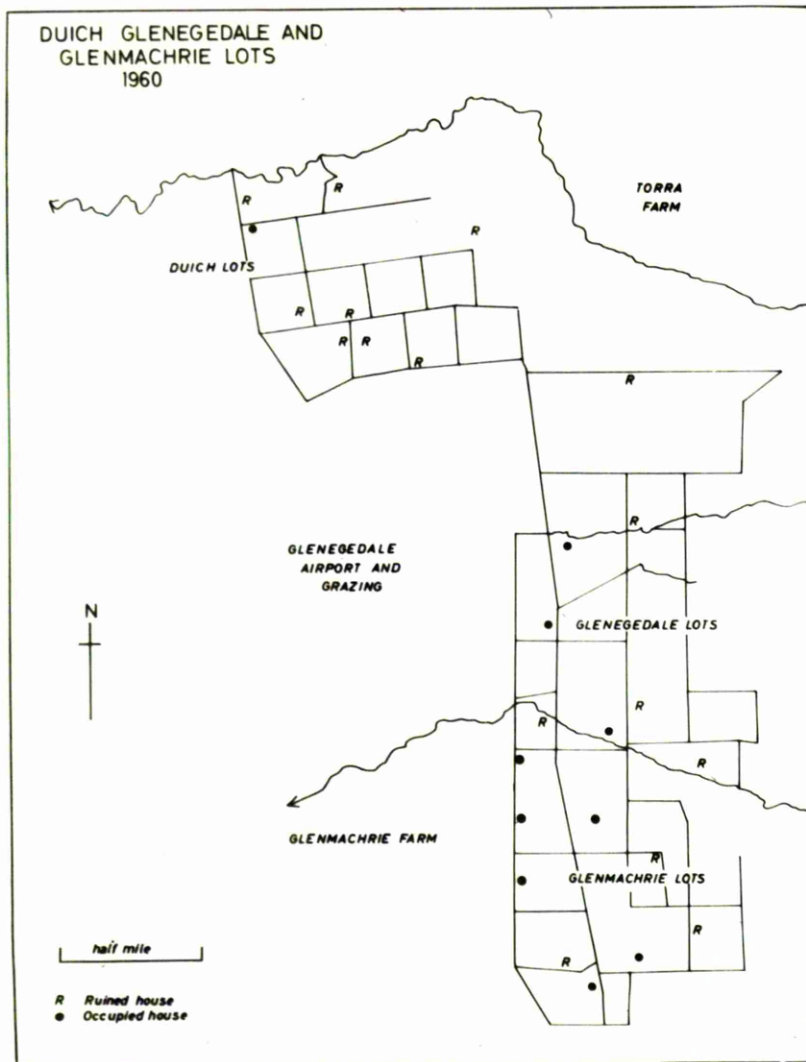 DUICH GLENEGEDALE AND
GLENMACHRIE LOTS
1960
R
R
TORRA
FARM
R
DUICH LOTS
R
R
R
R
R
R
R
GLENEGEDALE
AIRPORT AND
GRAZING
N
GLENEGEDALE LOTS
R
R
R
GLENMACHRIE FARM
R
GLENMACHRIE LOTS
R
R
half mile
R Ruined house
Occupied house